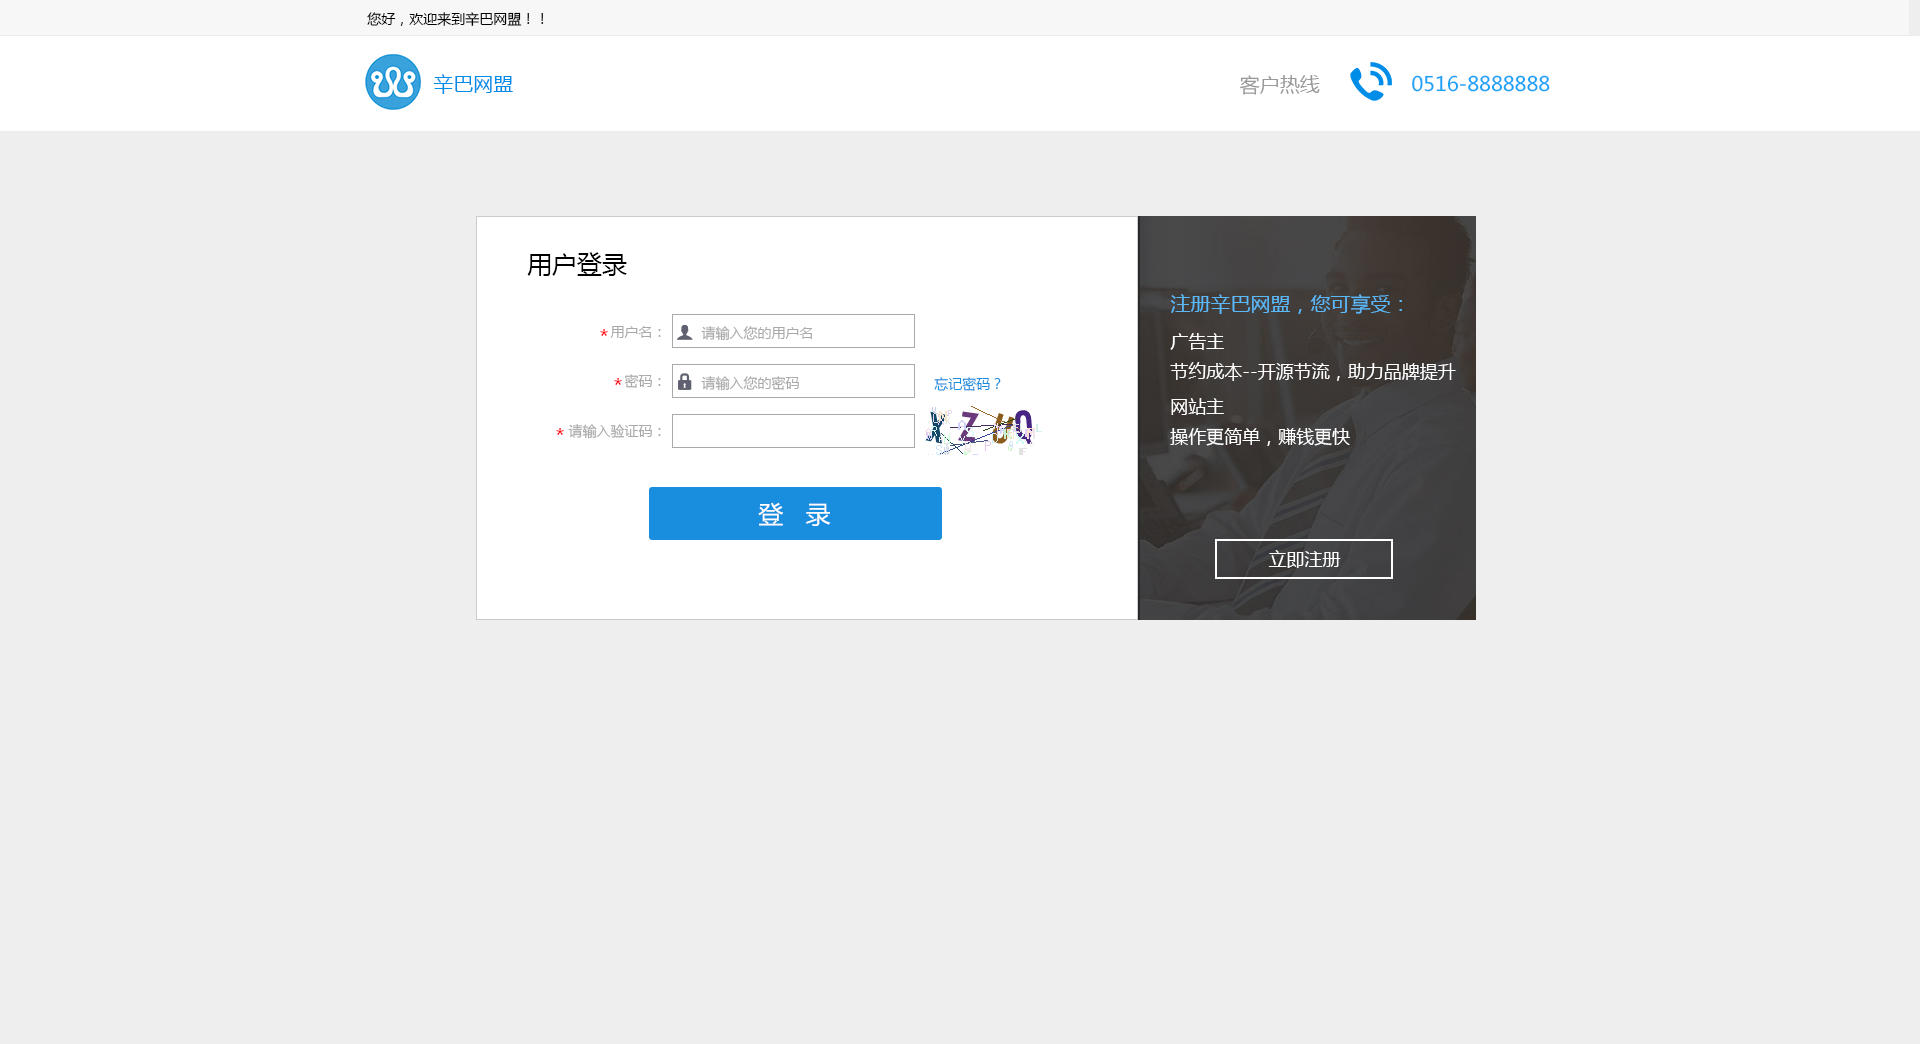 您好，欢迎来到辛巴网盟！！
辛巴网盟
客户热线 0516-8888888
用户登录
*用户名： 请输入您的用户名
*密码： 请输入您的密码 忘记密码？
* 请输入验证码： XZUQ
登 录
注册辛巴网盟，您可享受：
广告主
节约成本--开源节流，助力品牌提升
网站主
操作更简单，赚钱更快
立即注册